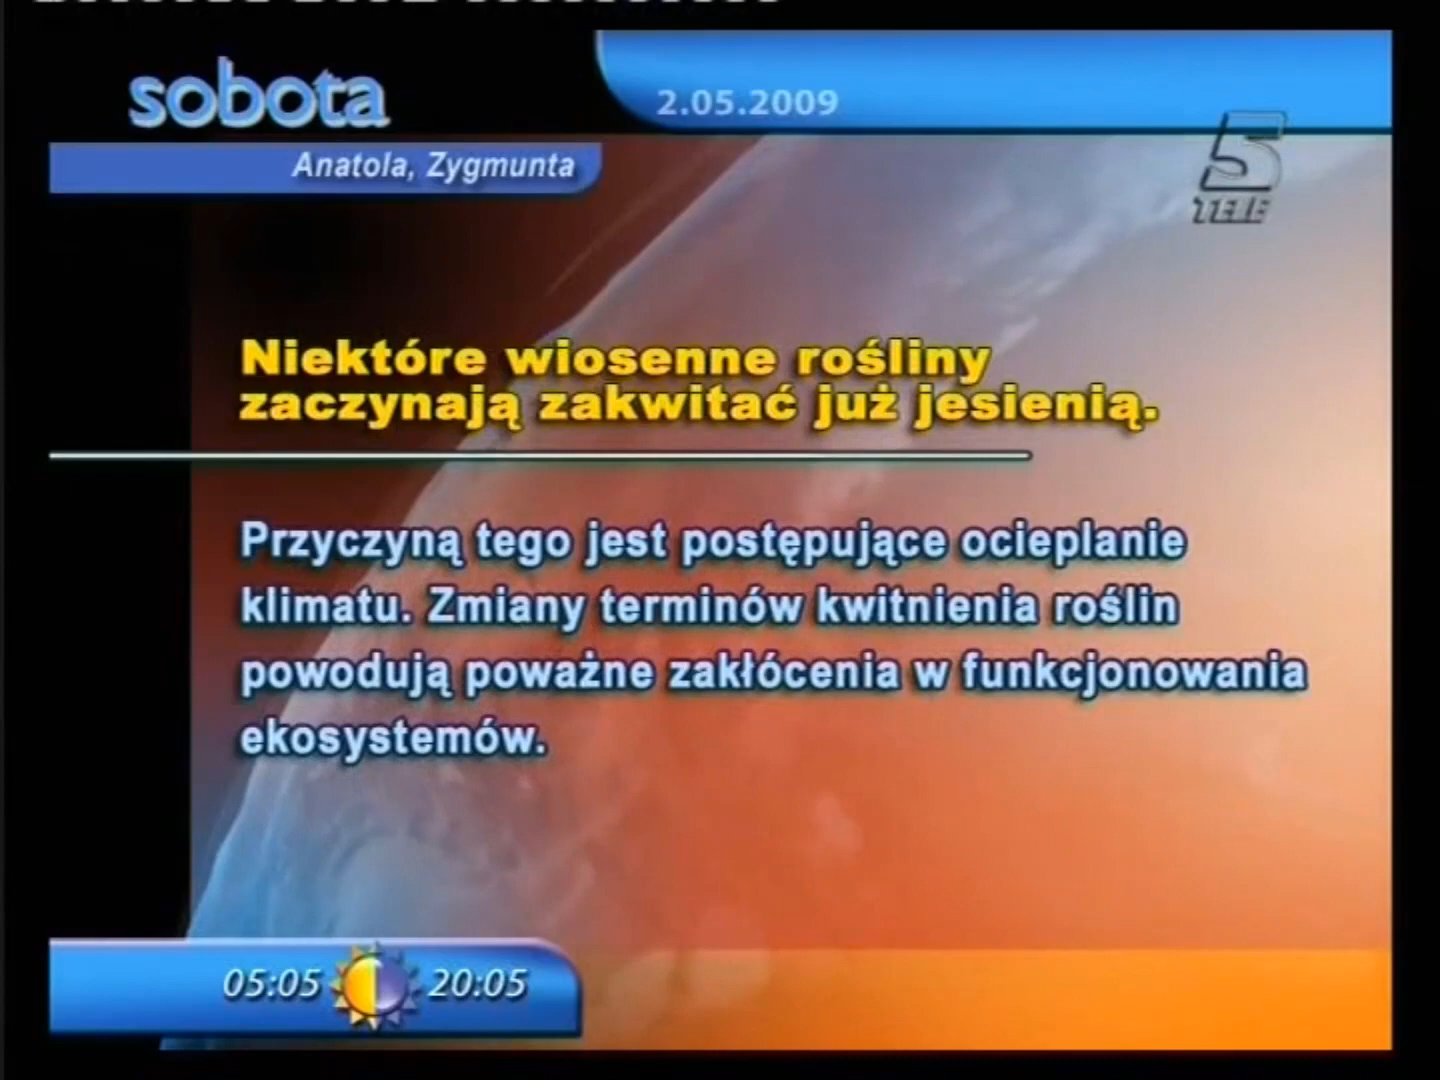 sobota
2.05.2009
Anatola, Zygmunta
5
TELE
Niektóre wiosenne rośliny
zaczynają zakwitać już jesienią.
Przyczyną tego jest postępujące ocieplanie
klimatu. Zmiany terminów kwitnienia roślin
powodują poważne zakłócenia w funkcjonowania
ekosystemów.
05:05 20:05